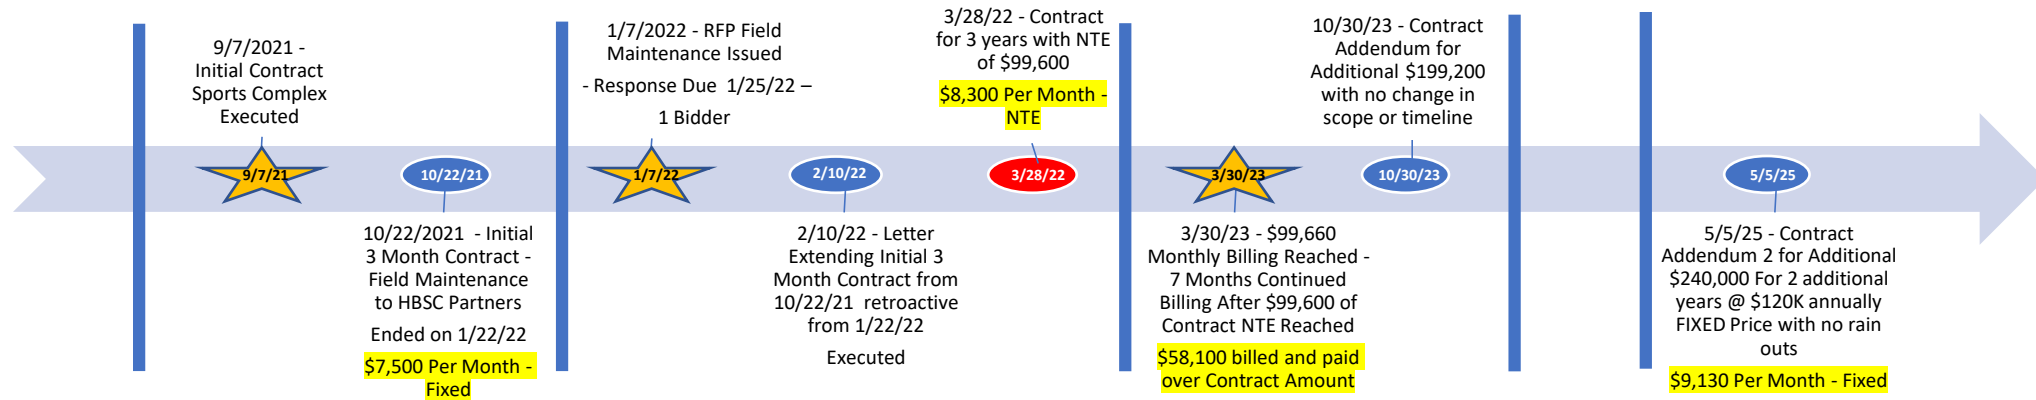 9/7/2021 -
Initial Contract
Sports Complex
Executed
1/7/2022 - RFP Field
Maintenance Issued
- Response Due 1/25/22 –
1 Bidder
3/28/22 - Contract
for 3 years with NTE
of $99,600
$8,300 Per Month -
NTE
10/30/23 - Contract
Addendum for
Additional $199,200
with no change in
scope or timeline
9/7/21
10/22/21
1/7/22
2/10/22
3/28/22
3/30/23
10/30/23
5/5/25
10/22/2021 - Initial
3 Month Contract -
Field Maintenance
to HBSC Partners
Ended on 1/22/22
$7,500 Per Month -
Fixed
2/10/22 - Letter
Extending Initial 3
Month Contract from
10/22/21 retroactive
from 1/22/22
Executed
3/30/23 - $99,660
Monthly Billing Reached -
7 Months Continued
Billing After $99,600 of
Contract NTE Reached
$58,100 billed and paid
over Contract Amount
5/5/25 - Contract
Addendum 2 for Additional
$240,000 For 2 additional
years @ $120K annually
FIXED Price with no rain
outs
$9,130 Per Month - Fixed